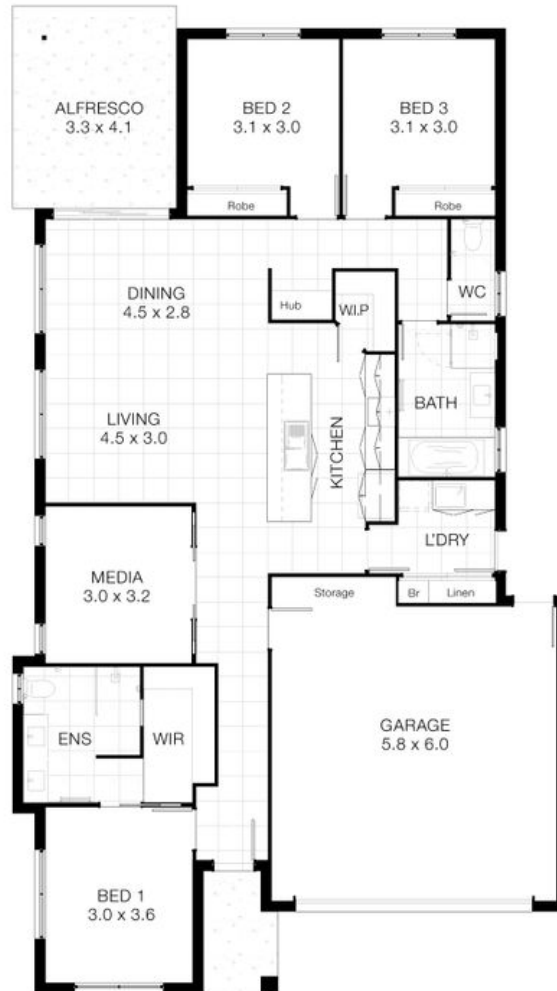 ALFRESCO
3.3 x 4.1
BED 2
3.1 x 3.0
BED 3
3.1 x 3.0
Robe
Robe
DINING
4.5 x 2.8
Hub
W.I.P
WC
LIVING
4.5 x 3.0
KITCHEN
BATH
L'DRY
MEDIA
3.0 x 3.2
Storage
Br
Linen
ENS
WIR
GARAGE
5.8 x 6.0
BED 1
3.0 x 3.6